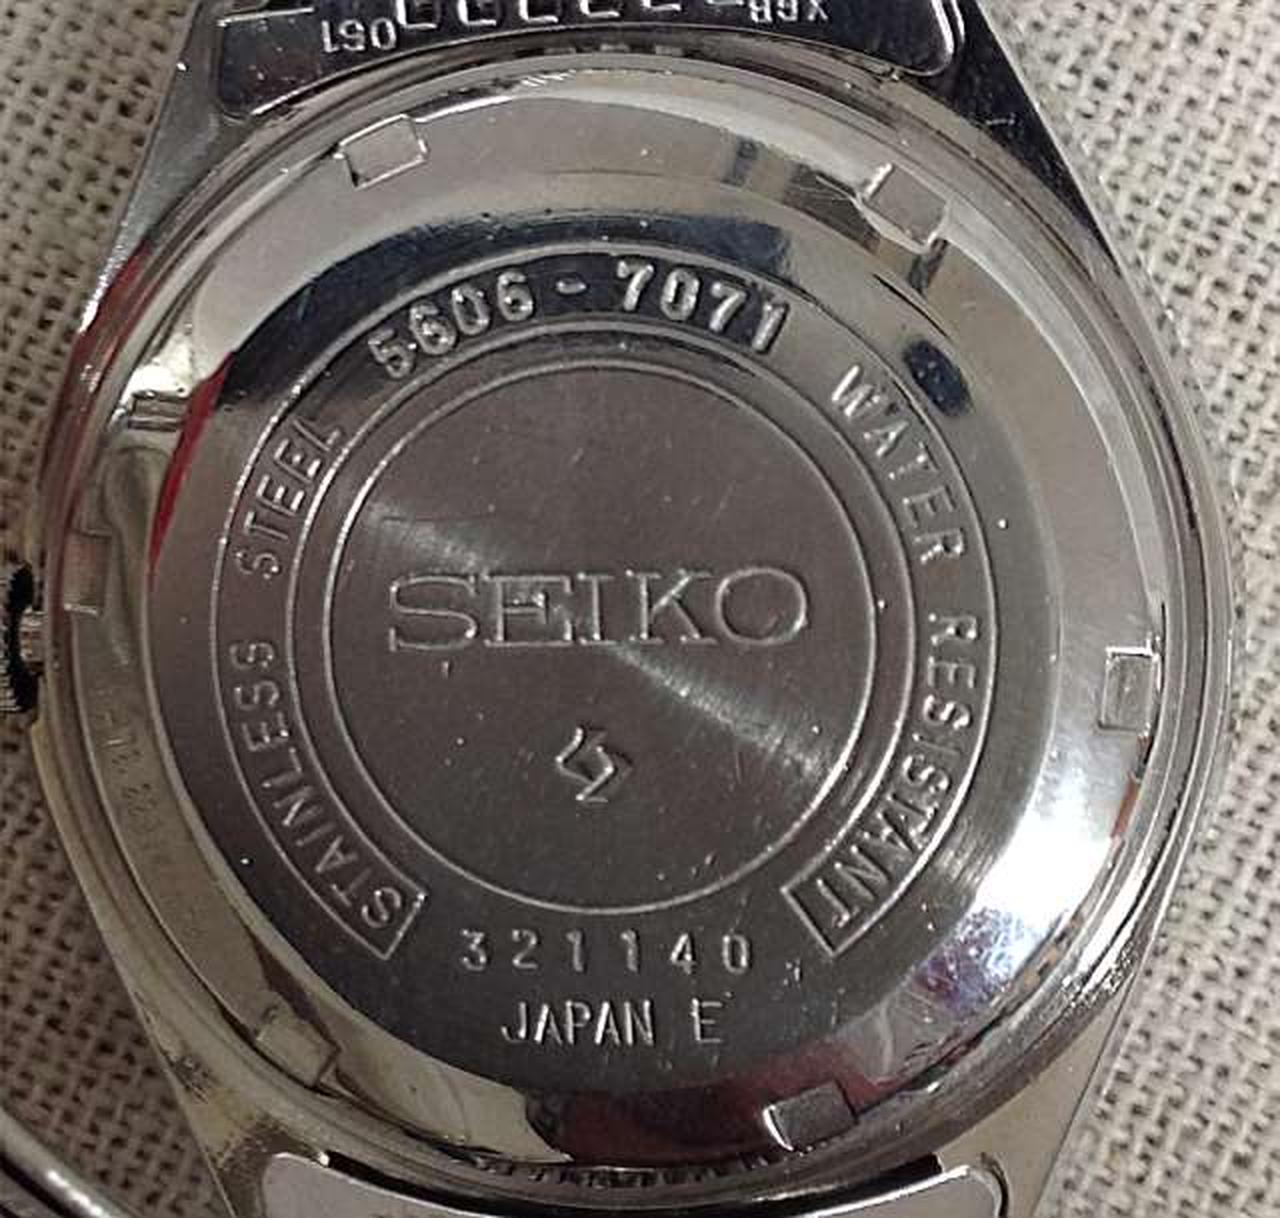 STAINLESS STEEL 5606-7071 WATER RESISTANT
SEIKO
321140
JAPAN E